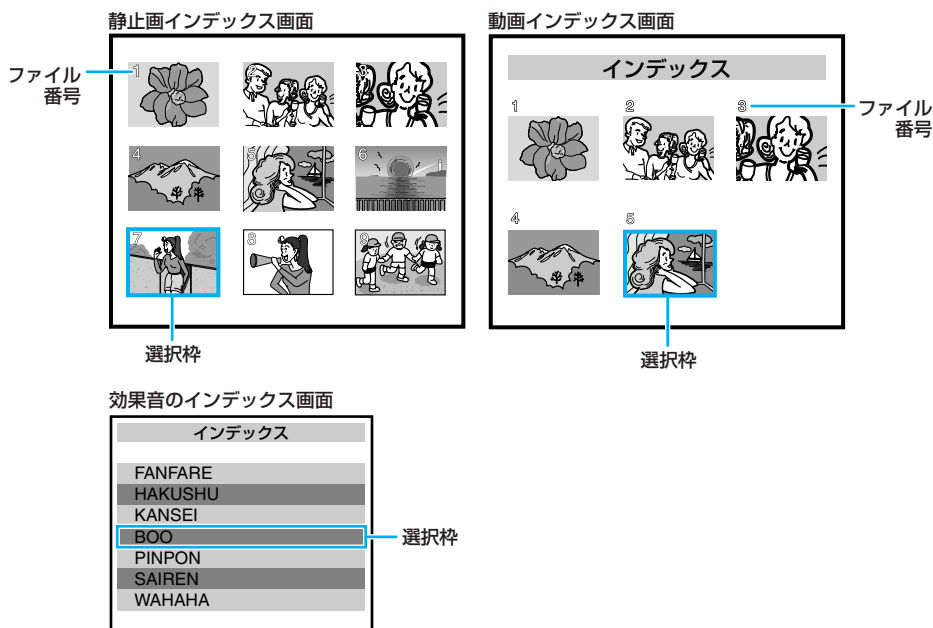 静止画インデックス画面
ファイル
番号
1
2
3
4
5
6
7
8
9
選択枠
動画インデックス画面
インデックス
1
2
3
ファイル
番号
4
5
選択枠
効果音のインデックス画面
インデックス
FANFARE
HAKUSHU
KANSEI
BOO
選択枠
PINPON
SAIREN
WAHAHA